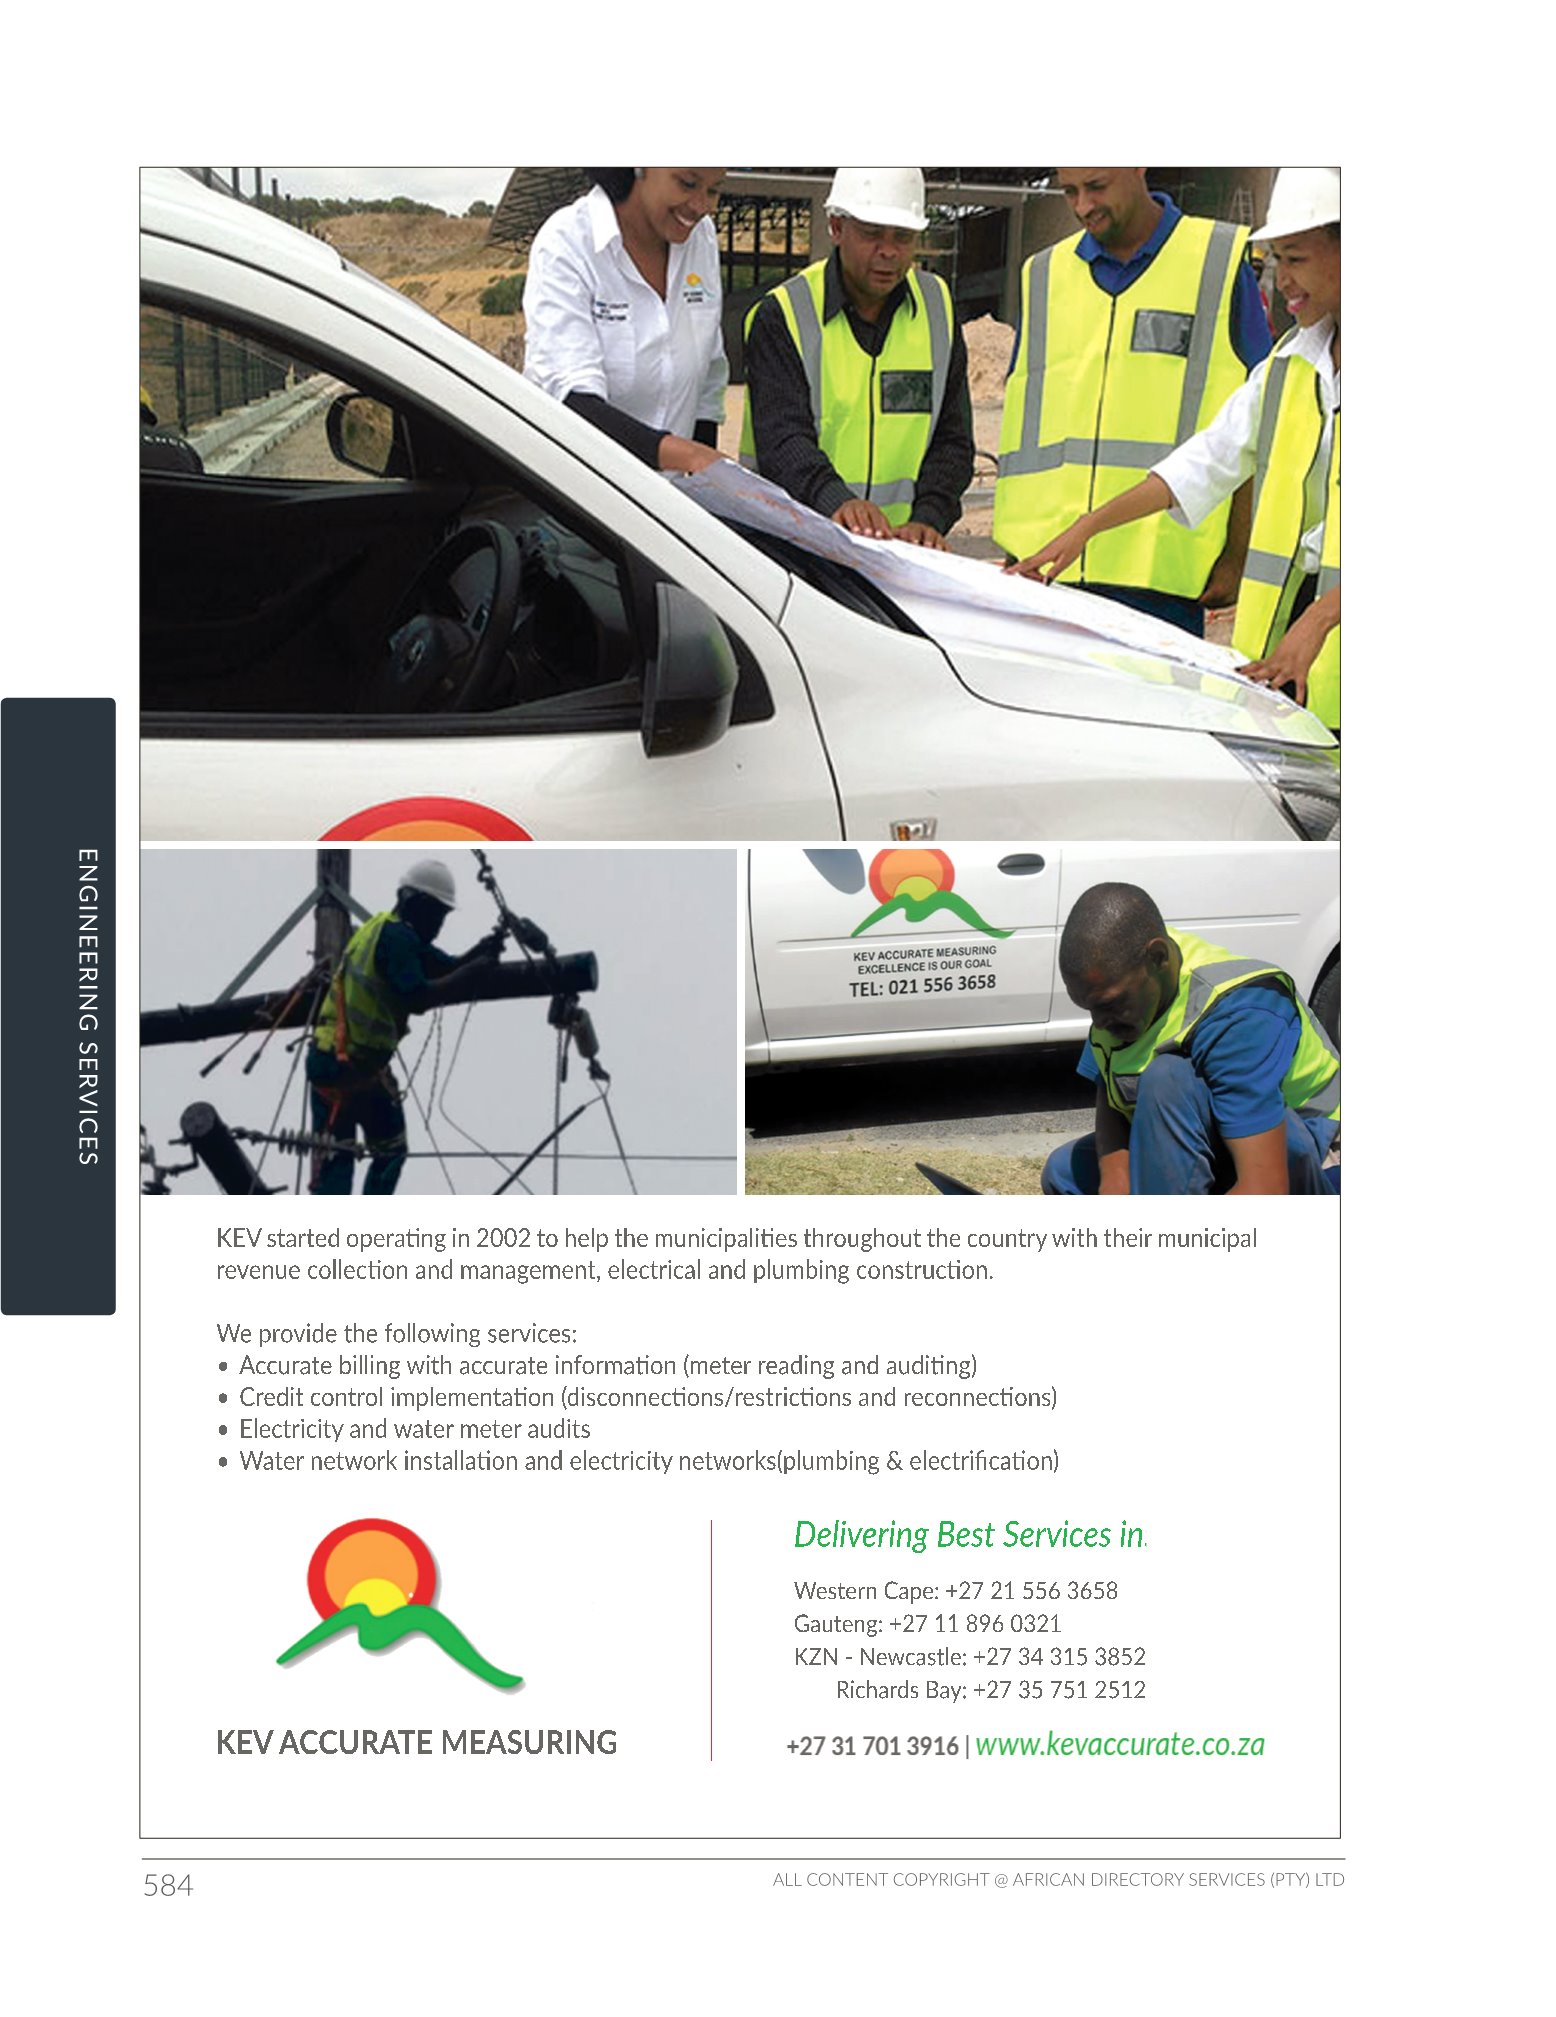 ENGINEERING SERVICES
KEV ACCURATE MEASURING
EXCELLENCE IS OUR GOAL
TEL: 021 556 3658
KEV started operating in 2002 to help the municipalities throughout the country with their municipal
revenue collection and management, electrical and plumbing construction.
We provide the following services:
• Accurate billing with accurate information (meter reading and auditing)
• Credit control implementation (disconnections/restrictions and reconnections)
• Electricity and water meter audits
• Water network installation and electricity networks(plumbing & electrification)
KEV ACCURATE MEASURING
Delivering Best Services in.
Western Cape: +27 21 556 3658
Gauteng: +27 11 896 0321
KZN - Newcastle: +27 34 315 3852
Richards Bay: +27 35 751 2512
+27 31 701 3916 | www.kevaccurate.co.za
584
ALL CONTENT COPYRIGHT @ AFRICAN DIRECTORY SERVICES (PTY) LTD